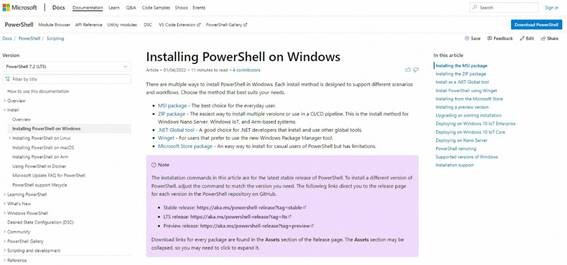 Microsoft Docs Documentation Learn Q&A Code Samples Shows Events Search Sign in
PowerShell Module Browser API Reference Utility modules DSC VS Code Extension PowerShell Gallery Download PowerShell
Docs / PowerShell / Scripting
Save Feedback Edit Share
Version
PowerShell 7.2 (LTS)
Filter by title
Overview
Install
Overview
Installing PowerShell on Windows
Installing PowerShell on Linux
Installing PowerShell on macOS
Installing PowerShell on Arm
Using PowerShell in Docker
Microsoft Update FAQ for PowerShell
PowerShell support lifecycle
Learning PowerShell
What's New
Windows PowerShell
Desired State Configuration (DSC)
Community
PowerShell Gallery
Scripting and development
Reference
Installing PowerShell on Windows
Article • 01/04/2022 • 11 minutes to read • 4 contributors
There are multiple ways to install PowerShell in Windows. Each install method is designed to support different scenarios
and workflows. Choose the method that best suits your needs.
• MSI package - The best choice for the everyday user.
• ZIP package - The easiest way to install multiple versions or use in a CI/CD pipeline. This is the install method for
Windows Nano Server, Windows IoT, and Arm-based systems.
• .NET Global tool - A good choice for .NET developers that install and use other global tools.
• Winget - For users that prefer to use the new Windows Package Manager tool.
• Microsoft Store package - An easy way to install for casual users of PowerShell but has limitations.
Note
The installation commands in this article are for the latest stable release of PowerShell. To install a different version of
PowerShell, adjust the command to match the version you need. The following links direct you to the release page
for each version in the PowerShell repository on GitHub.
• Stable release: https://aka.ms/powershell-release?tag=stable
• LTS release: https://aka.ms/powershell-release?tag=lts
• Preview release: https://aka.ms/powershell-release?tag=preview
Download links for every package are found in the Assets section of the Release page. The Assets section may be
collapsed, so you may need to click to expand it.
In this article
Installing the MSI package
Installing the ZIP package
Install as a .NET Global tool
Install PowerShell using Winget
Installing from the Microsoft Store
Installing a preview version
Upgrading an existing installation
Deploying on Windows 10 IoT Enterprise
Deploying on Windows 10 IoT Core
Deploying on Nano Server
PowerShell remoting
Supported versions of Windows
Installation support